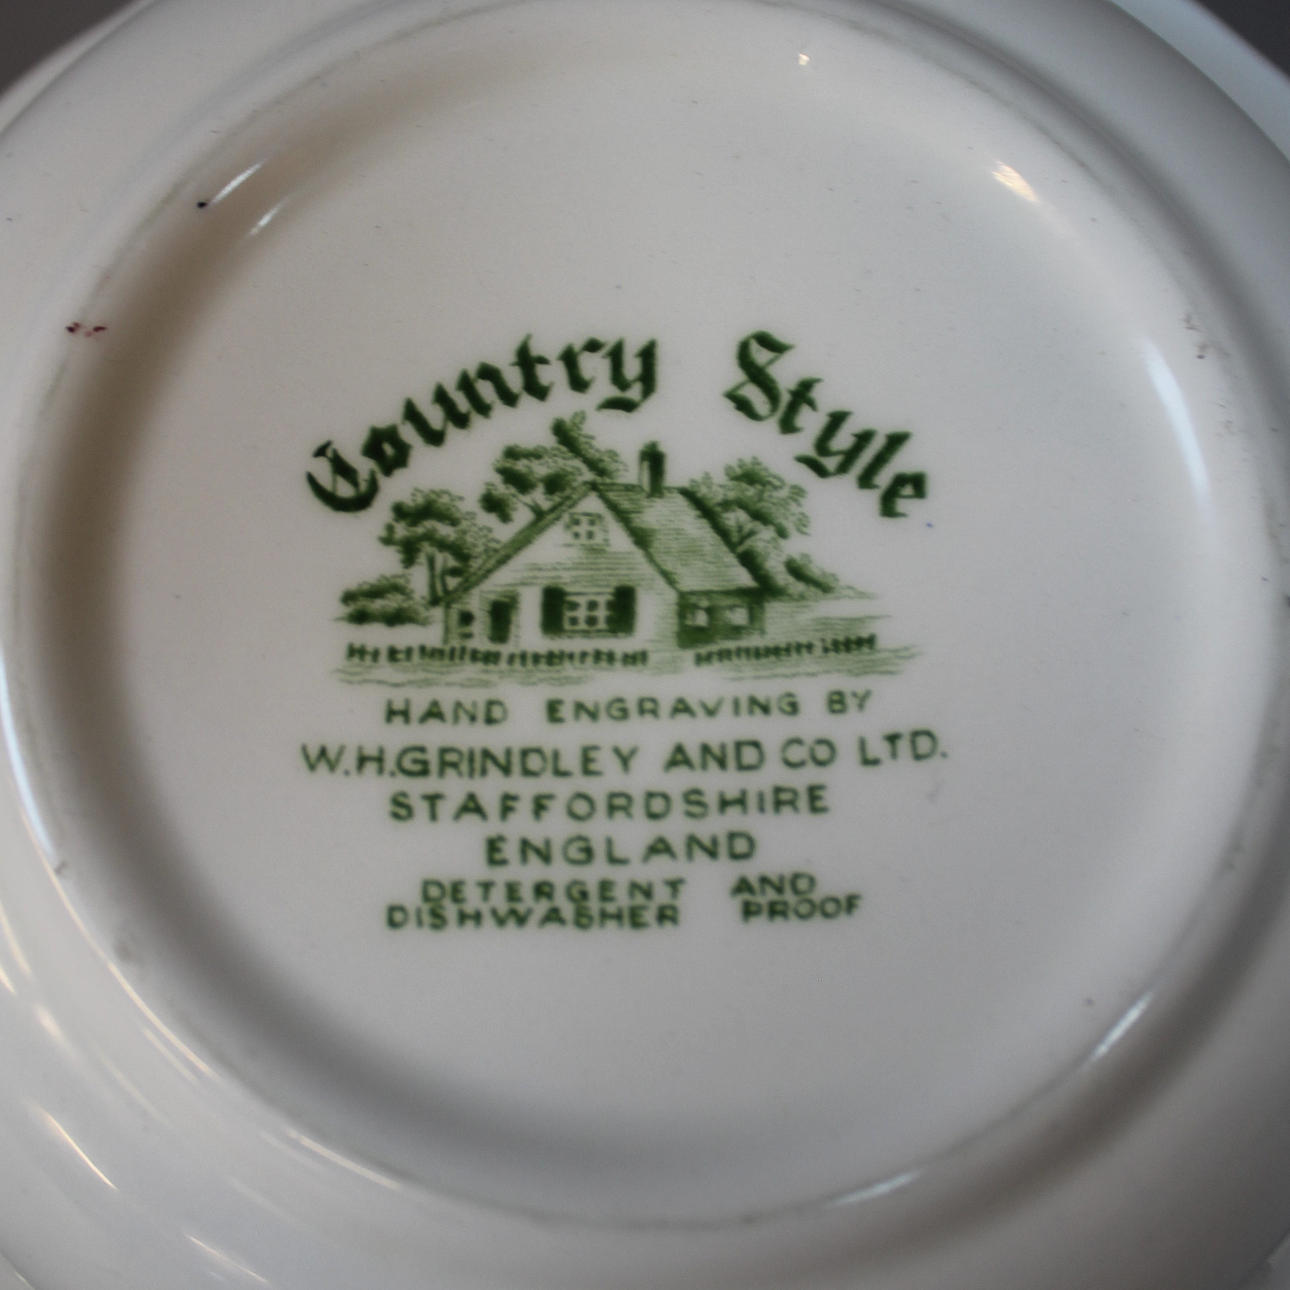 Country Style
HAND ENGRAVING BY
W.H.GRINDLEY AND CO LTD.
STAFFORDSHIRE
ENGLAND
DETERGENT AND
DISHWASHER PROOF